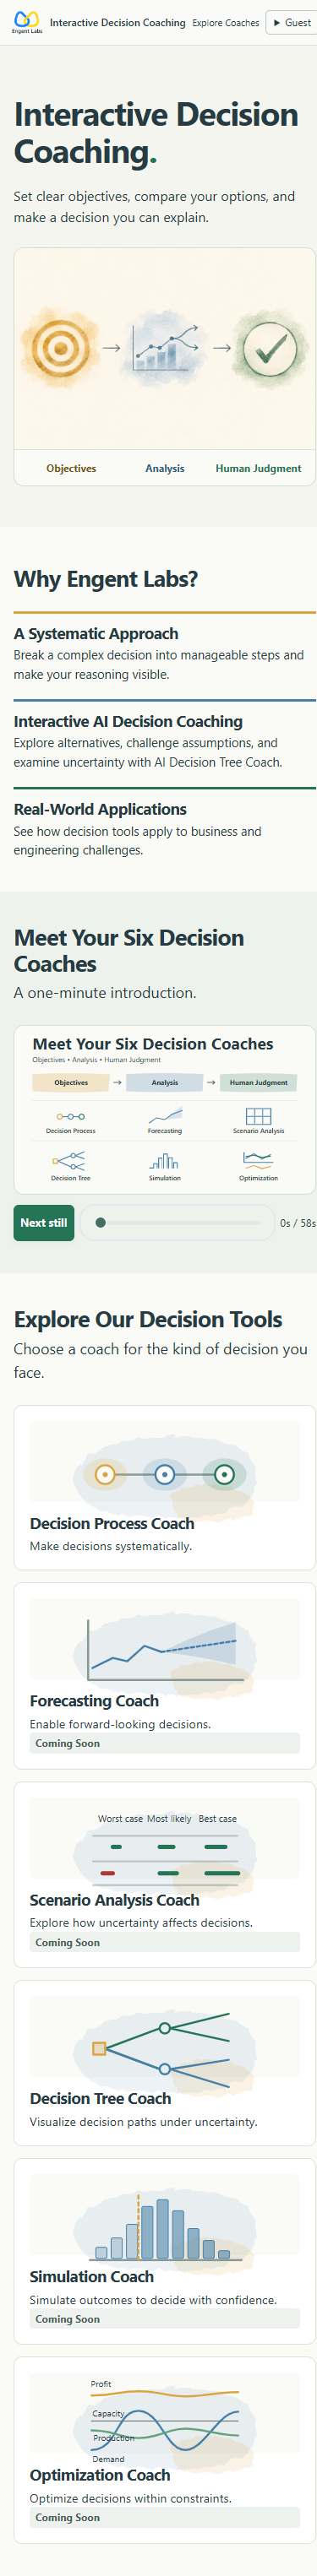 Engent Labs
Interactive Decision Coaching
Explore Coaches
▶ Guest
Interactive Decision
Coaching.
Set clear objectives, compare your options, and
make a decision you can explain.
Objectives
Analysis
Human Judgment
Why Engent Labs?
A Systematic Approach
Break a complex decision into manageable steps and
make your reasoning visible.
Interactive AI Decision Coaching
Explore alternatives, challenge assumptions, and
examine uncertainty with AI Decision Tree Coach.
Real-World Applications
See how decision tools apply to business and
engineering challenges.
Meet Your Six Decision
Coaches
A one-minute introduction.
Meet Your Six Decision Coaches
Objectives • Analysis • Human Judgment
Objectives → Analysis → Human Judgment
Decision Process
Forecasting
Scenario Analysis
Decision Tree
Simulation
Optimization
Next still
0s / 58s
Explore Our Decision Tools
Choose a coach for the kind of decision you
face.
Decision Process Coach
Make decisions systematically.
Forecasting Coach
Enable forward-looking decisions.
Coming Soon
Worst case Most likely Best case
Scenario Analysis Coach
Explore how uncertainty affects decisions.
Coming Soon
Decision Tree Coach
Visualize decision paths under uncertainty.
Simulation Coach
Simulate outcomes to decide with confidence.
Coming Soon
Profit
Capacity
Production
Demand
Optimization Coach
Optimize decisions within constraints.
Coming Soon